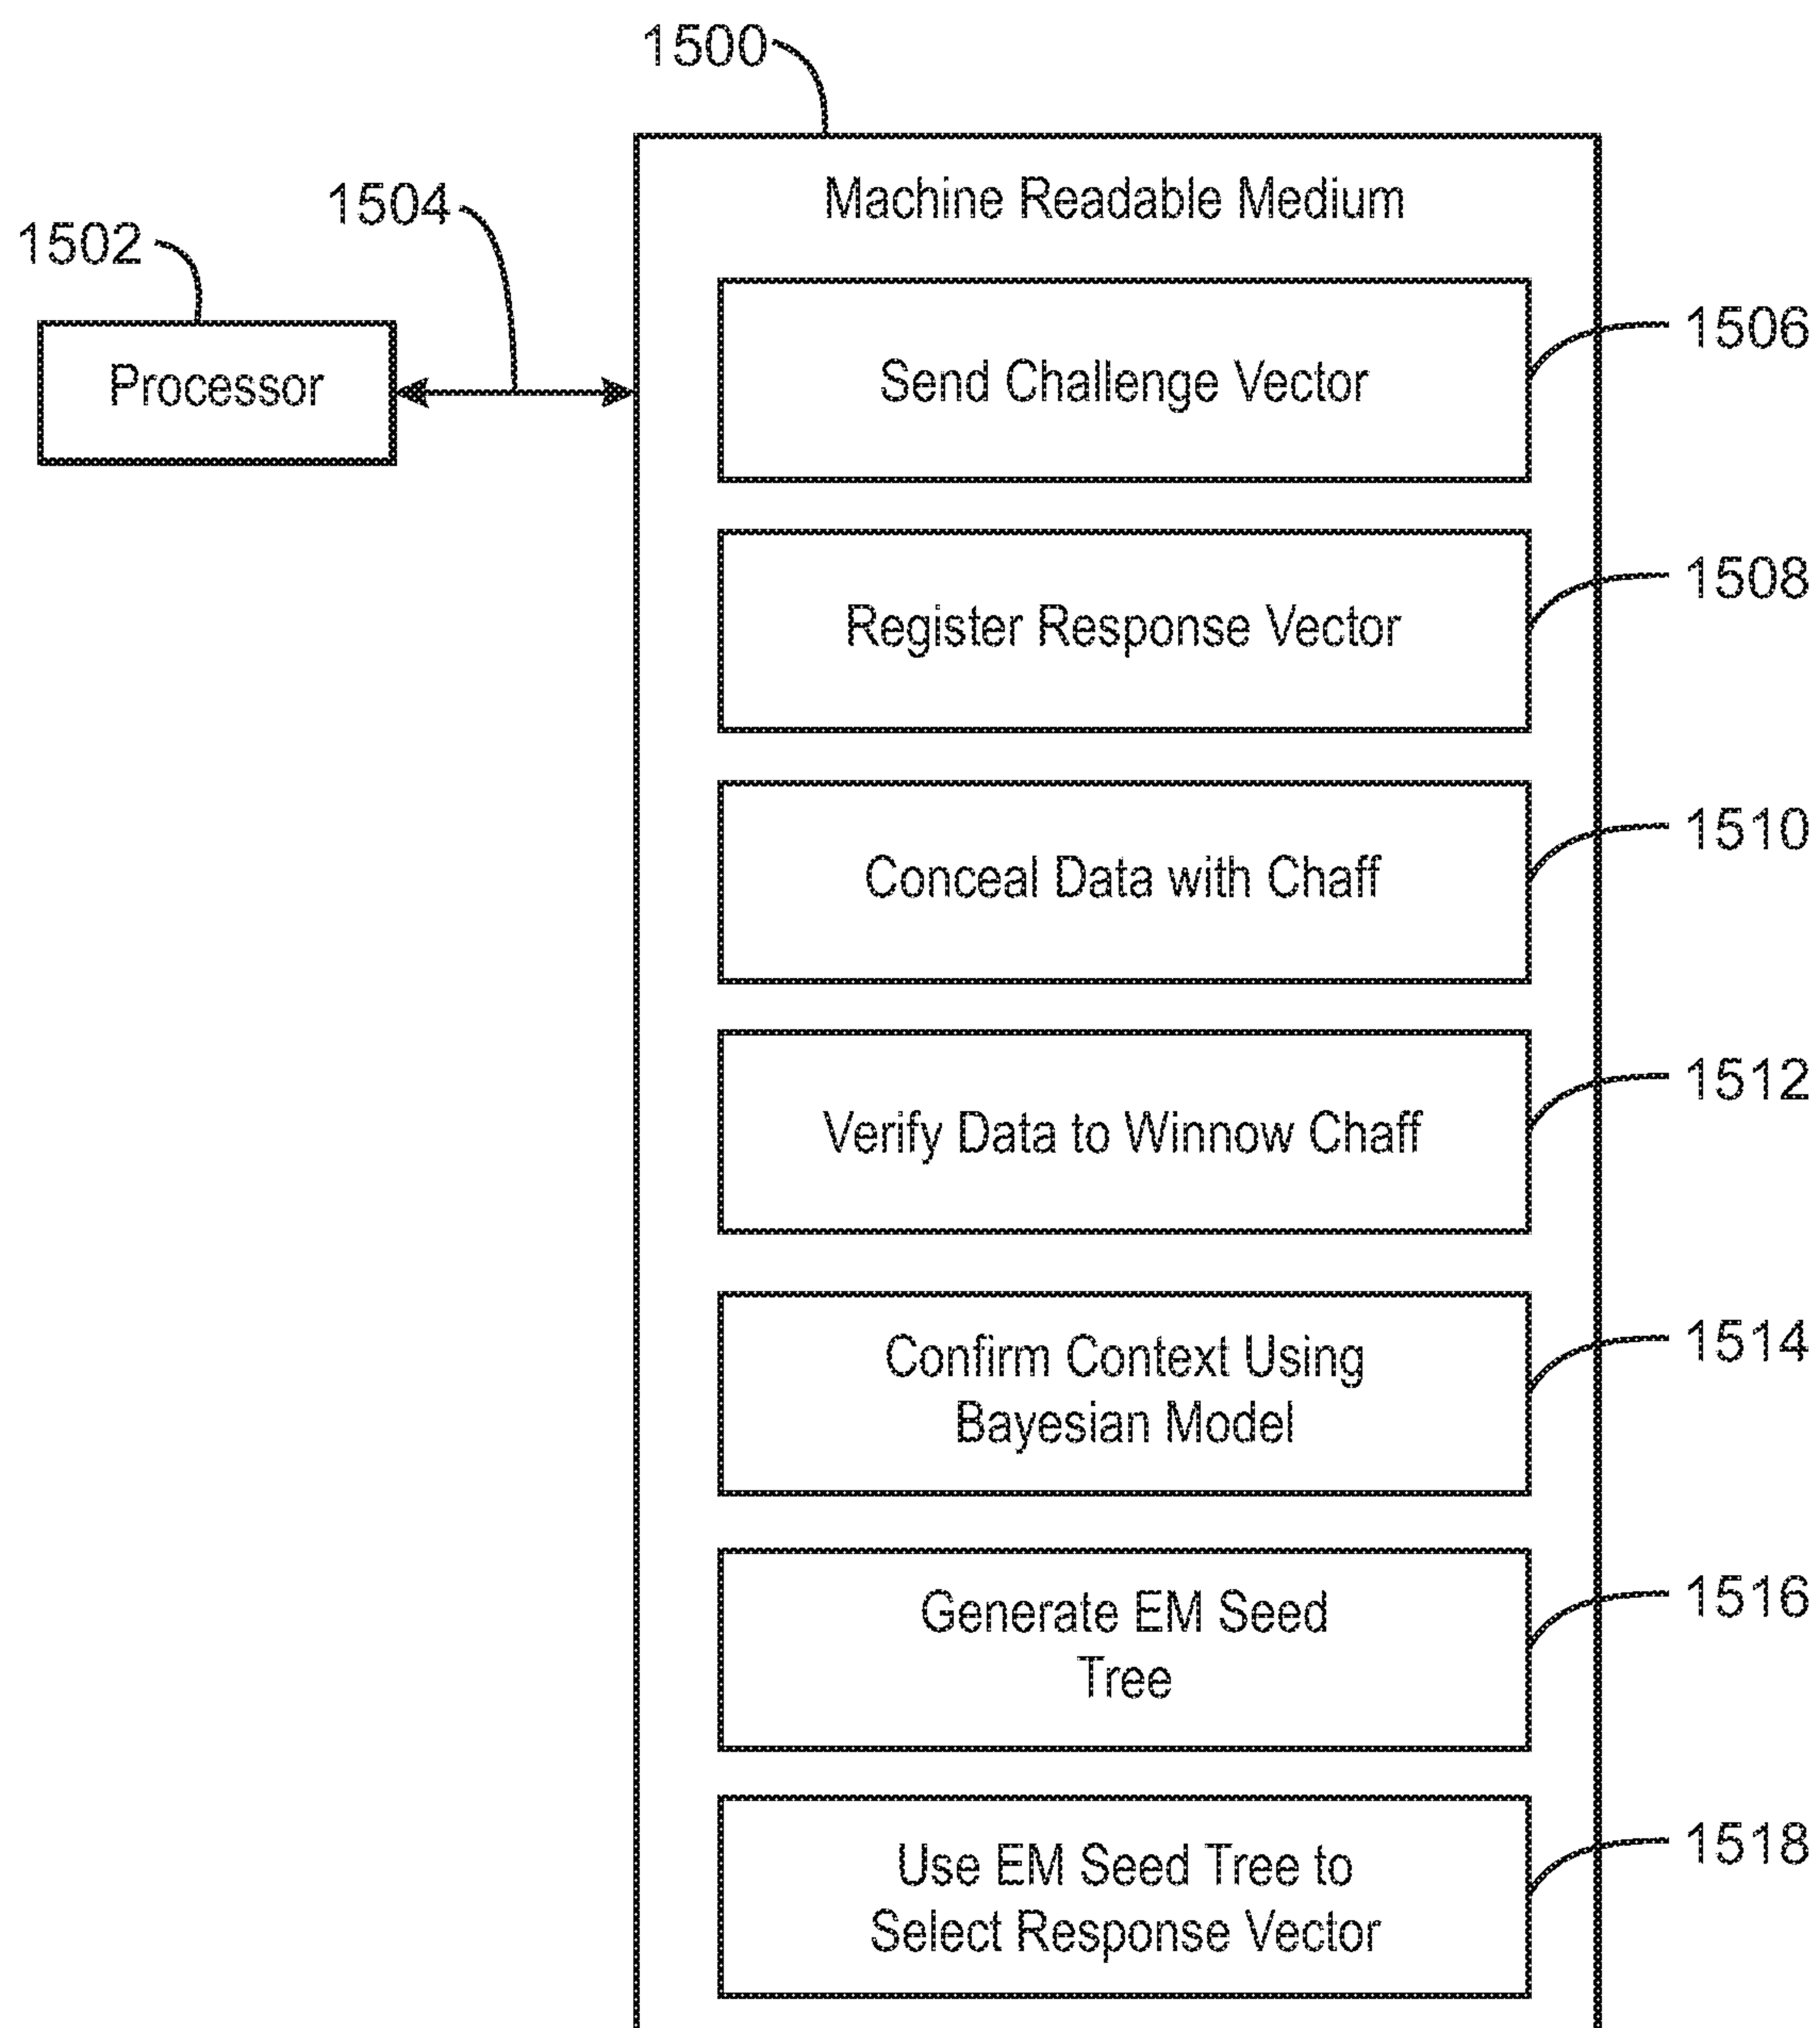 1500
1504
Machine Readable Medium
1502
Processor
Send Challenge Vector
1506
Register Response Vector
1508
Conceal Data with Chaff
1510
Verify Data to Winnow Chaff
1512
Confirm Context Using
Bayesian Model
1514
Generate EM Seed
Tree
1516
Use EM Seed Tree to
Select Response Vector
1518